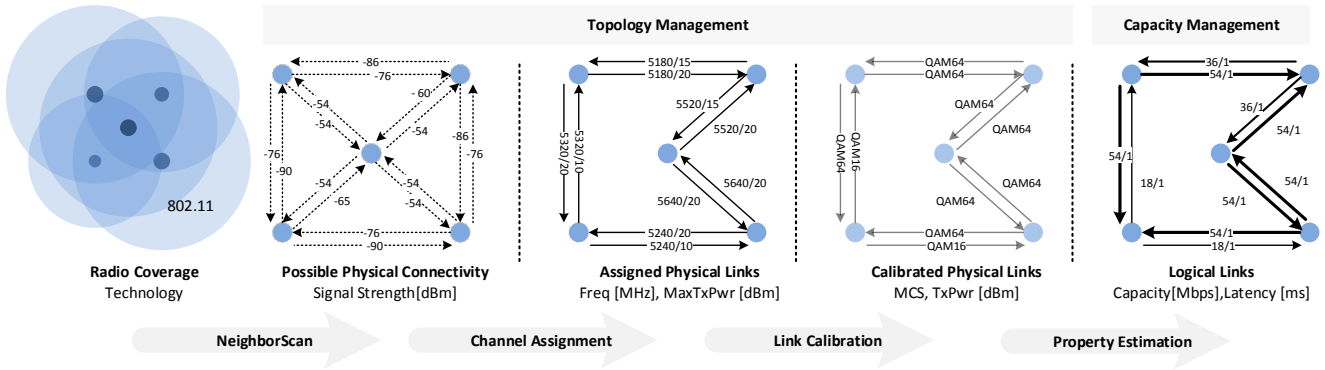 Topology Management
Capacity Management
802.11
-86
-76
-54
-54
-60
-54
-76
-90
-86
-76
-54
-65
-54
-54
-76
-90
5180/15
5180/20
5520/15
5520/20
5320/20
5320/10
5640/20
5640/20
5240/20
5240/10
QAM64
QAM64
QAM64
QAM64
QAM64
QAM16
QAM64
QAM64
QAM64
QAM16
36/1
54/1
36/1
54/1
54/1
18/1
54/1
54/1
54/1
18/1
Radio Coverage
Technology
Possible Physical Connectivity
Signal Strength[dBm]
Assigned Physical Links
Freq [MHz], MaxTxPwr [dBm]
Calibrated Physical Links
MCS, TxPwr [dBm]
Logical Links
Capacity[Mbps],Latency [ms]
NeighborScan
Channel Assignment
Link Calibration
Property Estimation